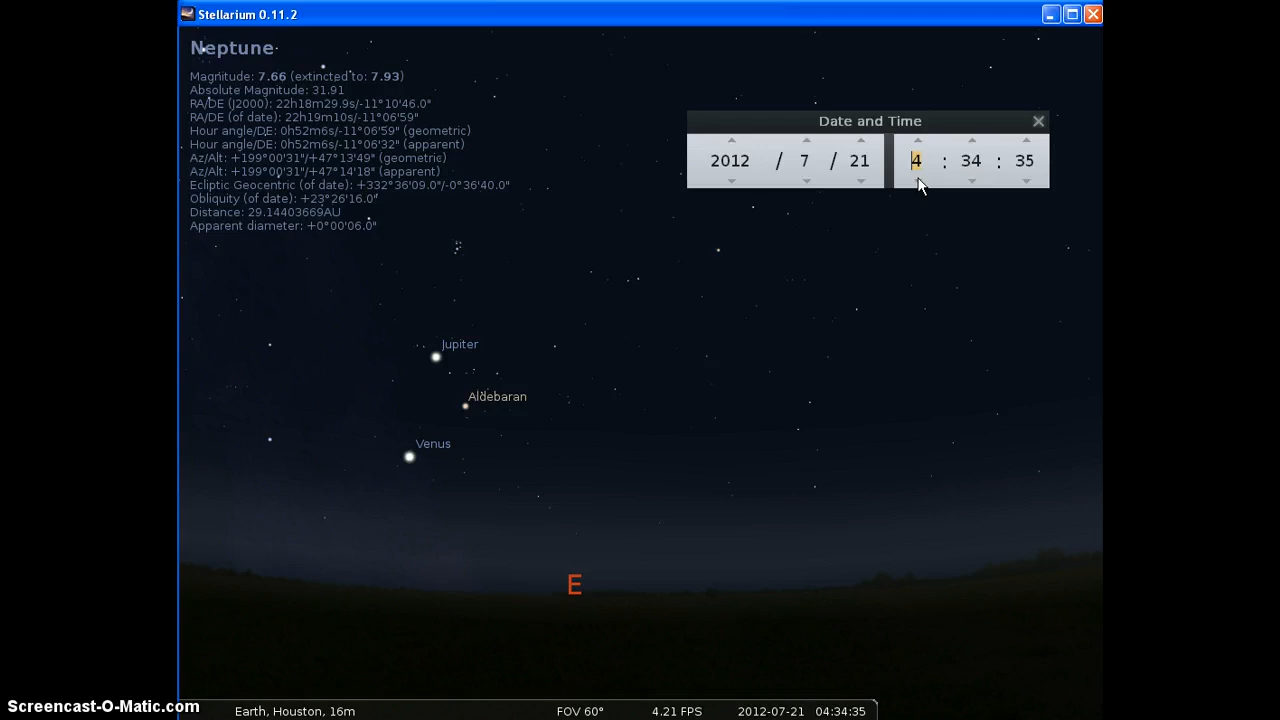 Stellarium 0.11.2
Neptune
Magnitude: 7.66 (extincted to: 7.93)
Absolute Magnitude: 31.91
RA/DE (J2000): 22h18m29.9s/-11°10'46.0"
RA/DE (of date): 22h19m10s/-11°06'59"
Hour angle/DE: 0h52m6s/-11°06'59" (geometric)
Hour angle/DE: 0h52m6s/-11°06'32" (apparent)
Az/Alt: +199°00'31"/+47°13'49" (geometric)
Az/Alt: +199°00'31"/+47°14'18" (apparent)
Ecliptic Geocentric (of date): +332°36'09.0"/-0°36'40.0"
Obliquity (of date): +23°26'16.0"
Distance: 29.14403669AU
Apparent diameter: +0°00'06.0"
Date and Time
2012 / 7 / 21 4 : 34 : 35
Jupiter
Aldebaran
Venus
E
Screencast-O-Matic.com
Earth, Houston, 16m FOV 60° 4.21 FPS 2012-07-21 04:34:35